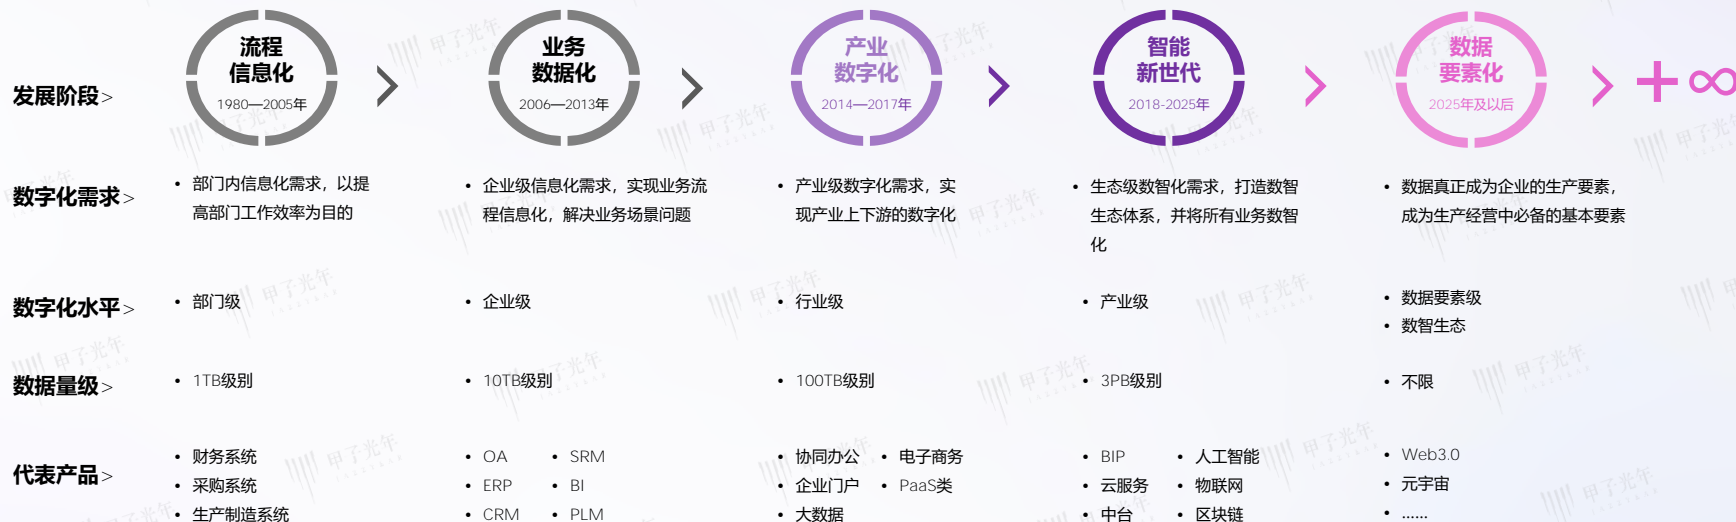 发展阶段>
流程
信息化
1980—2005年
业务
数据化
2006—2013年
产业
数字化
2014—2017年
智能
新世代
2018-2025年
数据
要素化
2025年及以后
+∞
数字化需求>
• 部门内信息化需求，以提
高部门工作效率为目的
• 企业级信息化需求，实现业务流
程信息化，解决业务场景问题
• 产业级数字化需求，实
现产业上下游的数字化
• 生态级数智化需求，打造数智
生态体系，并将所有业务数智
化
• 数据真正成为企业的生产要素，
成为生产经营中必备的基本要素
数字化水平>
• 部门级
• 企业级
• 行业级
• 产业级
• 数据要素级
• 数智生态
数据量级>
• 1TB级别
• 10TB级别
• 100TB级别
• 3PB级别
• 不限
代表产品>
• 财务系统
• 采购系统
• 生产制造系统
• OA
• ERP
• CRM
• SRM
• BI
• PLM
• 协同办公
• 企业门户
• 大数据
• 电子商务
• PaaS类
• BIP
• 云服务
• 中台
• 人工智能
• 物联网
• 区块链
• Web3.0
• 元宇宙
• ......
甲子光年